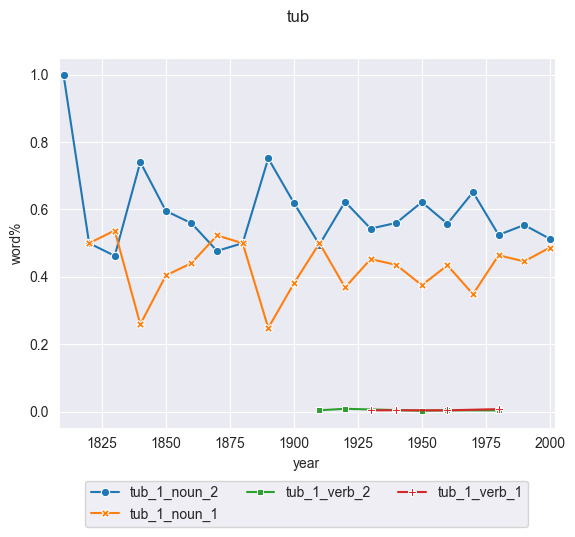 tub
1.0
0.8
0.6
0.4
0.2
0.0
word%
1825 1850 1875 1900 1925 1950 1975 2000
year
tub_1_noun_2 tub_1_verb_2 tub_1_verb_1
tub_1_noun_1